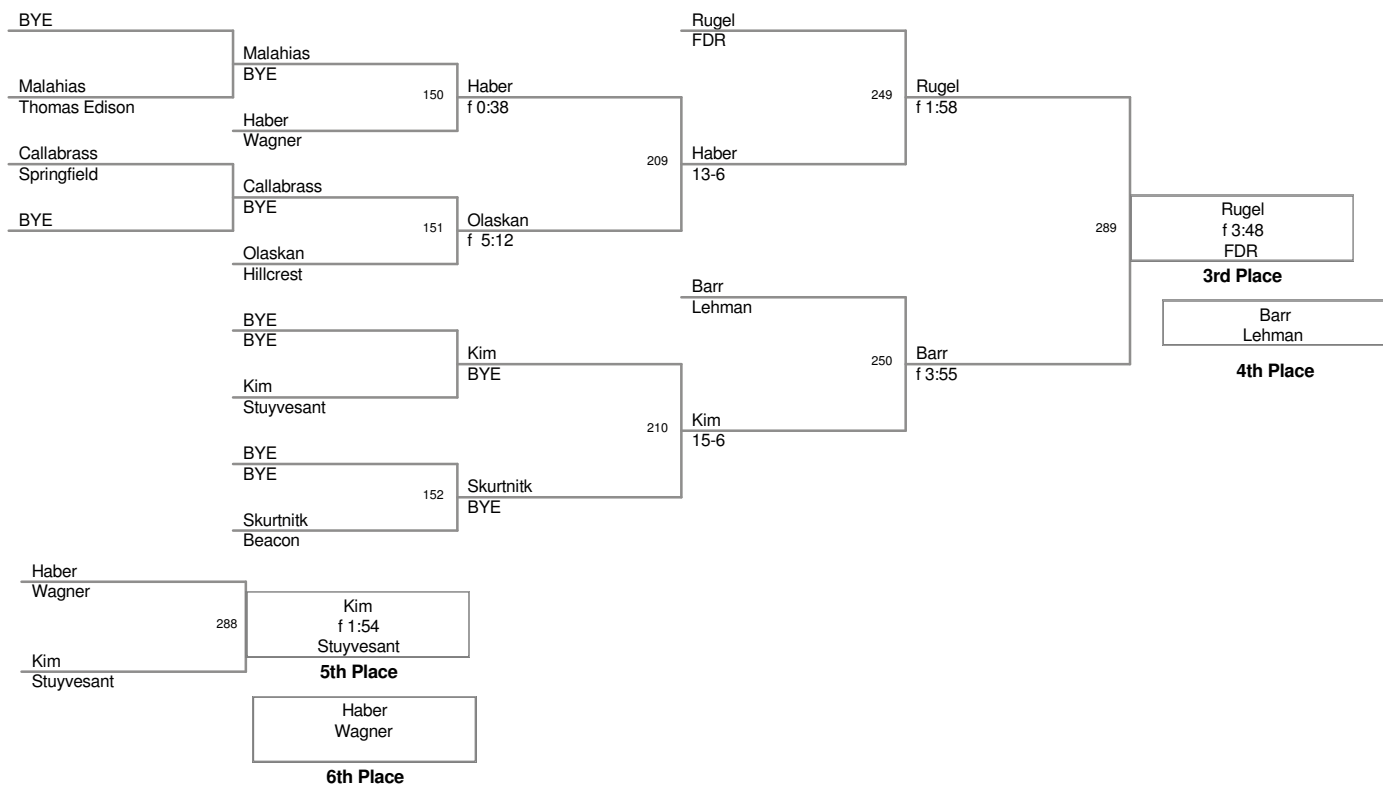 BYE
Malahias
Thomas Edison
Callabrass
Springfield
BYE
Malahias
BYE
150
Haber
Wagner
Callabrass
BYE
151
Olaskan
Hillcrest
BYE
BYE
Kim
Stuyvesant
BYE
BYE
152
Skurtnitk
Beacon
Haber
f 0:38
209
Olaskan
f 5:12
Kim
BYE
210
Skurtnitk
BYE
Rugel
FDR
249
Haber
13-6
Barr
Lehman
250
Kim
15-6
Rugel
f 1:58
289
Barr
f 3:55
Rugel
f 3:48
FDR
3rd Place
Barr
Lehman
4th Place
Haber
Wagner
288
Kim
Stuyvesant
Kim
f 1:54
Stuyvesant
5th Place
Haber
Wagner
6th Place